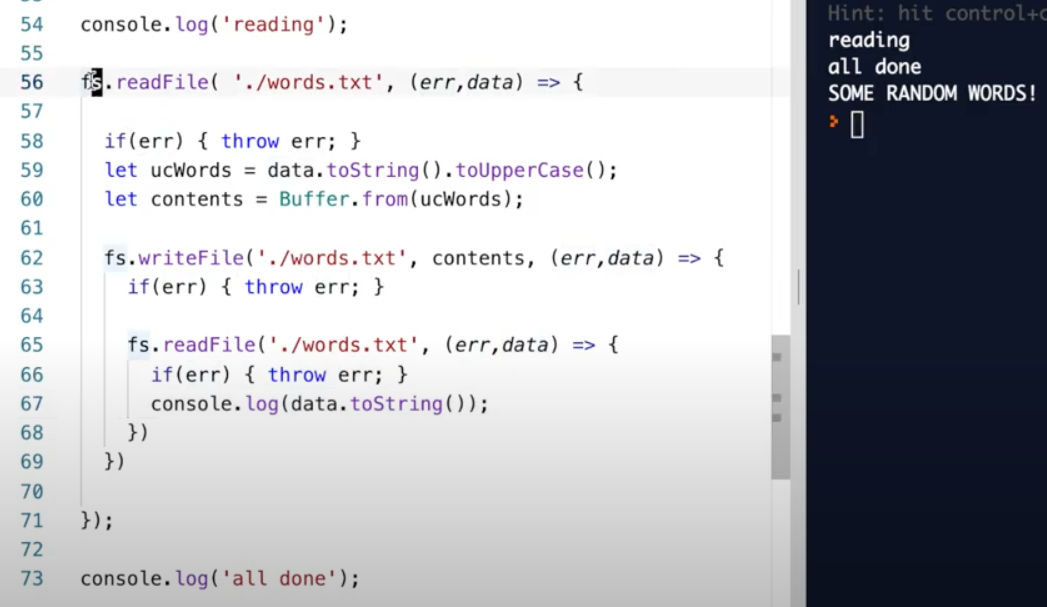 54 console.log('reading');
55
56 fs.readFile( './words.txt', (err,data) => {
57
58 if(err) { throw err; }
59 let ucWords = data.toString().toUpperCase();
60 let contents = Buffer.from(ucWords);
61
62 fs.writeFile('./words.txt', contents, (err,data) => {
63 if(err) { throw err; }
64
65 fs.readFile('./words.txt', (err,data) => {
66 if(err) { throw err; }
67 console.log(data.toString());
68 })
69 })
70
71 });
72
73 console.log('all done');
Hint: hit control+c
reading
all done
SOME RANDOM WORDS!